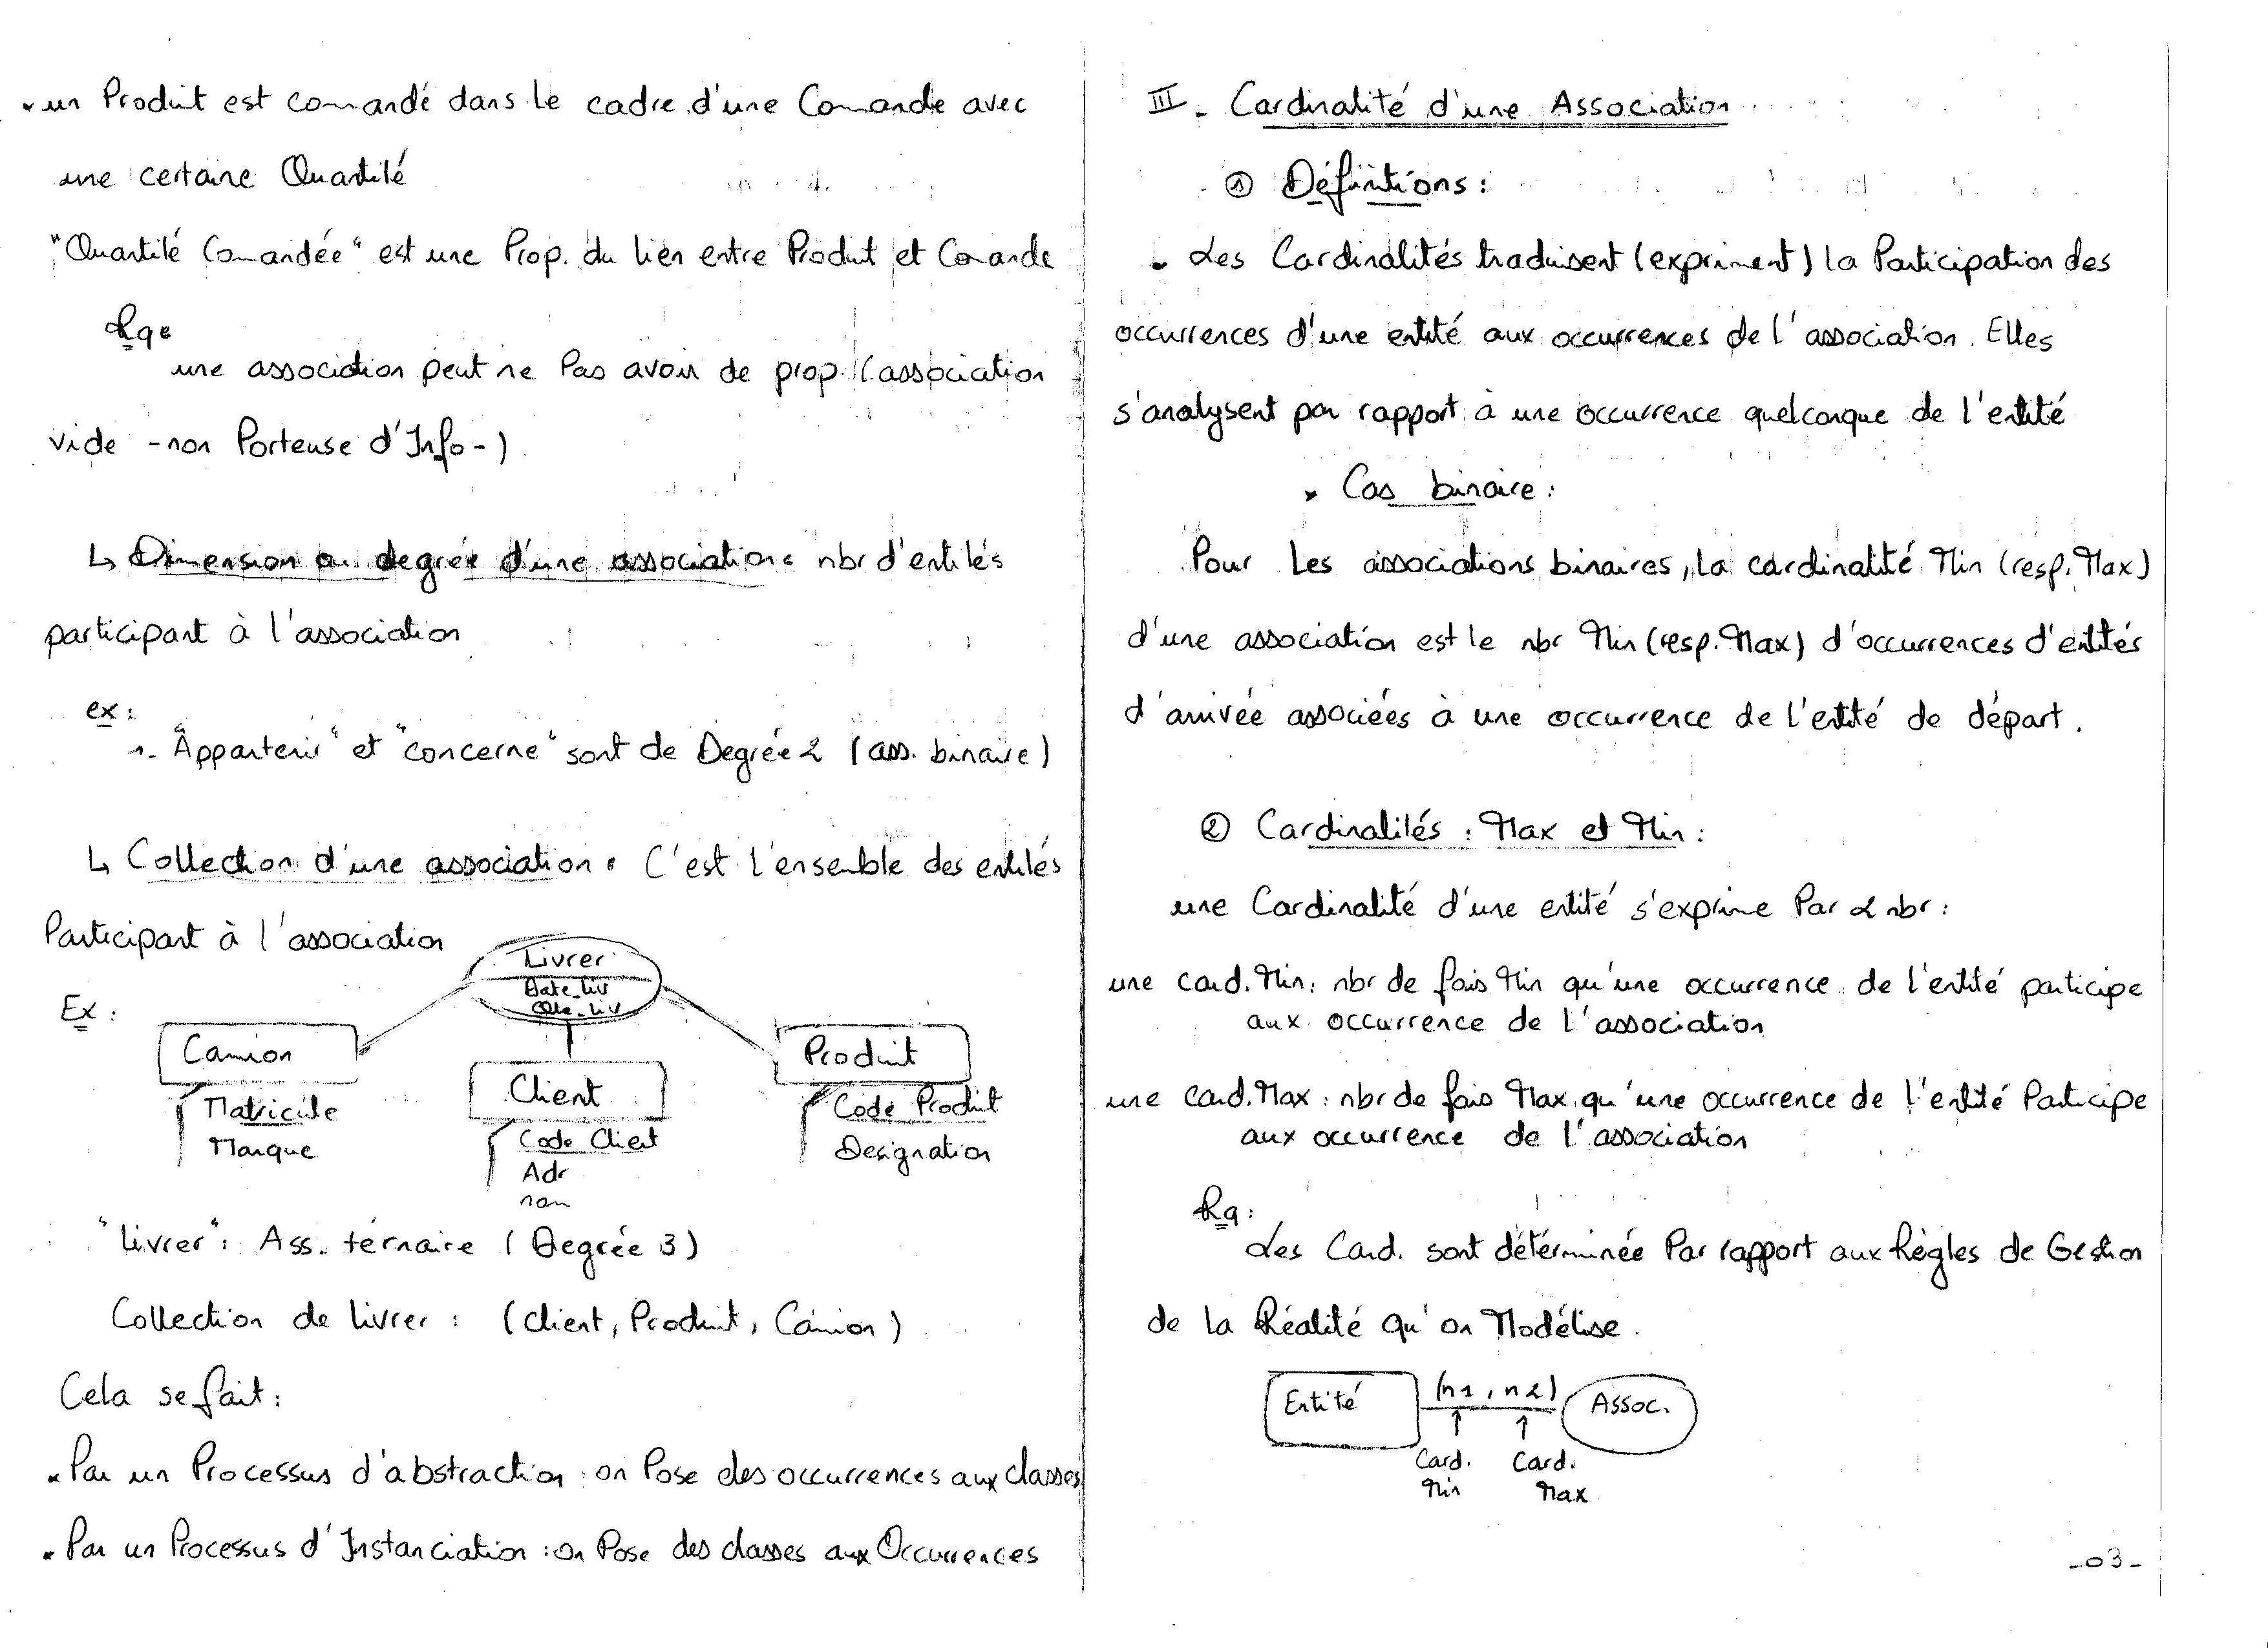 un Produit est comandé dans le cadre d'une Comande avec
une certaine Quantité
"Quantité Comandée" est une Prop. du lien entre Produit et Comande
Rq:
une association peut ne Pas avoir de prop. (association
vide -non Porteuse d'Info-)
↳ Dimension ou degrée d'une association: nbr d'entités
participant à l'association
ex:
1. "Appartenir" et "concerne" sont de Degrée 2 (ass. binaire)
↳ Collection d'une association: C'est l'ensemble des entités
Participant à l'association
Ex:
Livrer
Date_liv
Qte_liv
Camion
Matricule
Marque
Client
Code Client
Adr
nom
Produit
Code Produit
Designation
"Livrer": Ass. ternaire (Degrée 3)
Collection de livrer : (client, Produit, Camion)
Cela se fait:
• Par un Processus d'abstraction : on Pose des occurrences aux classes
• Par un Processus d'Instanciation : on Pose des classes aux Occurrences
III - Cardinalité d'une Association
① Définitions :
• Les Cardinalités traduisent (expriment) la Participation des
occurrences d'une entité aux occurrences de l'association. Elles
s'analysent par rapport à une occurrence quelconque de l'entité
• Cas binaire :
Pour les associations binaires, la cardinalité Min (resp. Max)
d'une association est le nbr Min (resp. Max) d'occurrences d'entités
d'arrivée associées à une occurrence de l'entité de départ.
② Cardinalités : Max et Min :
une Cardinalité d'une entité s'exprime Par 2 nbr :
une card. Min : nbr de fois Min qu'une occurrence de l'entité participe
aux occurrence de l'association
une card. Max : nbr de fois Max qu'une occurrence de l'entité Participe
aux occurrence de l'association
Rq:
Les Card. sont détérminée Par rapport aux Règles de Gestion
de la Réalité qu'on Modélise.
Entité (n1, n2) Assoc.
Card. Card.
Min Max
-03-